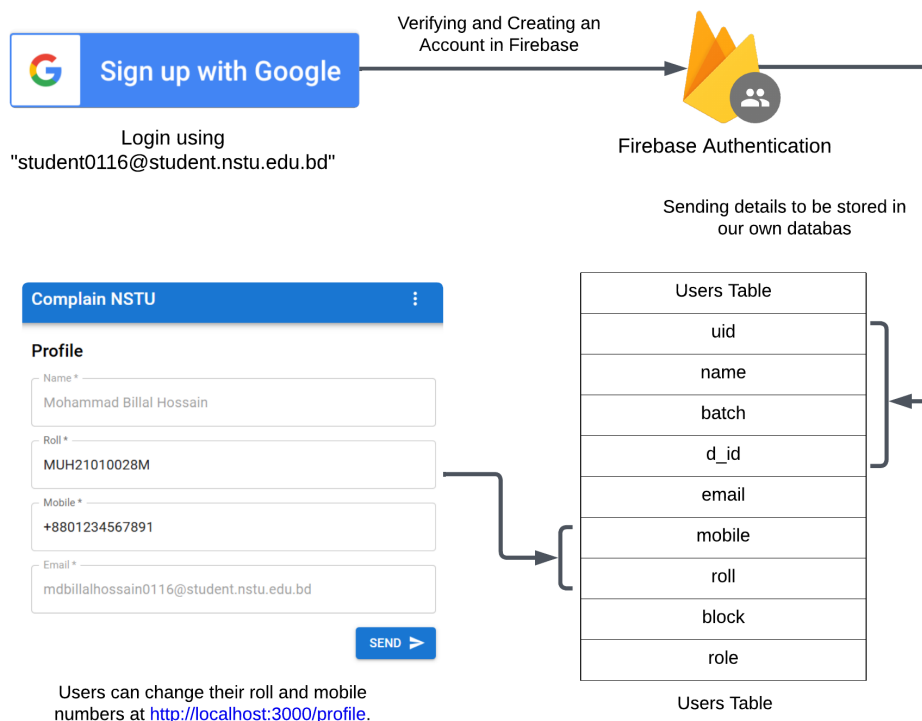 Verifying and Creating an
Account in Firebase
G Sign up with Google
Login using
"student0116@student.nstu.edu.bd"
Firebase Authentication
Sending details to be stored in
our own databas
Complain NSTU
Profile
Name *
Mohammad Billal Hossain
Roll *
MUH21010028M
Mobile *
+8801234567891
Email *
mdbillalhossain0116@student.nstu.edu.bd
SEND
Users can change their roll and mobile
numbers at http://localhost:3000/profile.
Users Table
uid
name
batch
d_id
email
mobile
roll
block
role
Users Table